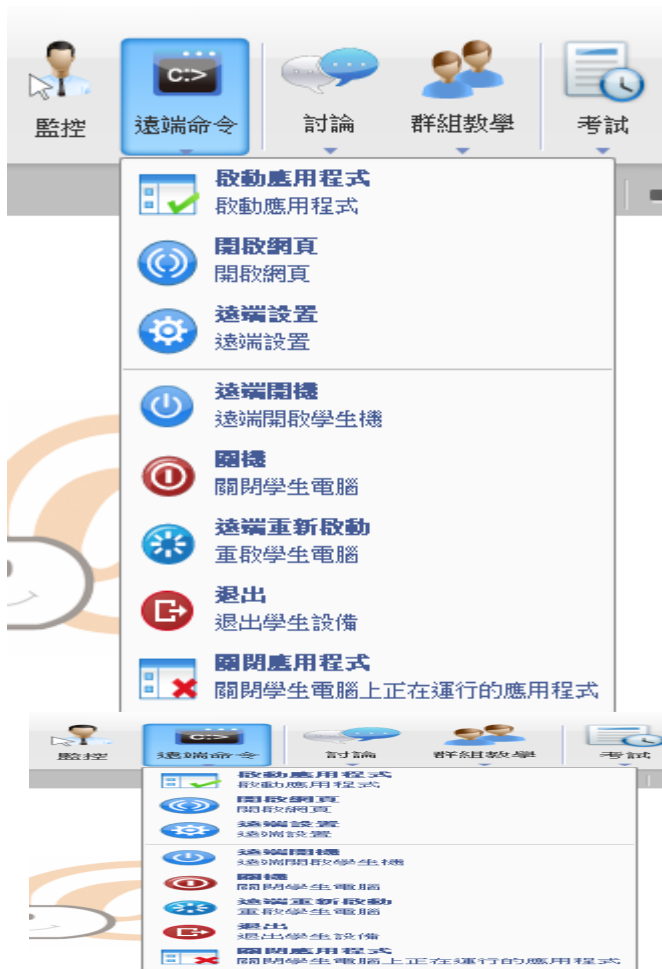 監控
C:>
遠端命令
討論
群組教學
考試
啟動應用程式
啟動應用程式
開啟網頁
開啟網頁
遠端設置
遠端設置
遠端開機
遠端開啟學生機
關機
關閉學生電腦
遠端重新啟動
重啟學生電腦
退出
退出學生設備
關閉應用程式
關閉學生電腦上正在運行的應用程式
監控
C:>
遠端命令
討論
群組教學
考試
啟動應用程式
啟動應用程式
開啟網頁
開啟網頁
遠端設置
遠端設置
遠端開機
遠端開啟學生機
關機
關閉學生電腦
遠端重新啟動
重啟學生電腦
退出
退出學生設備
關閉應用程式
關閉學生電腦上正在運行的應用程式